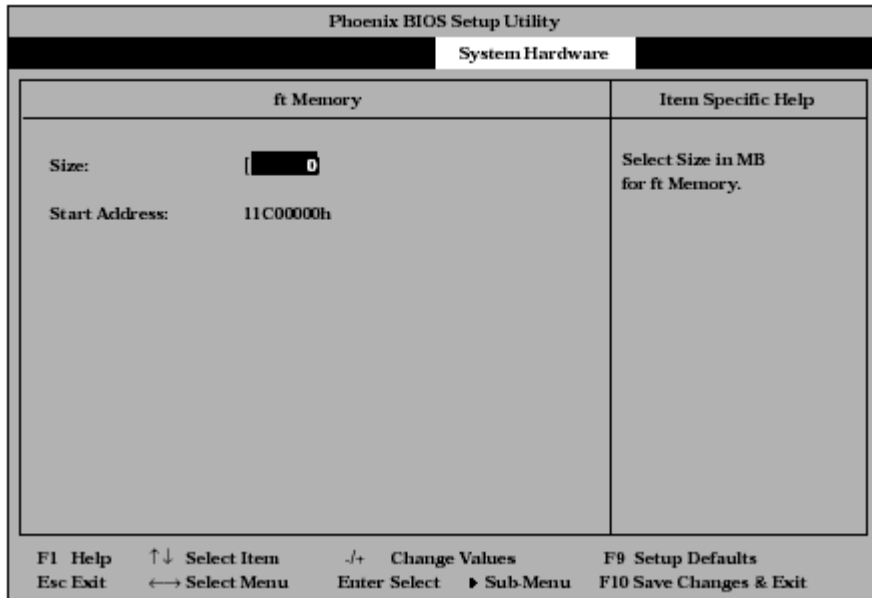 Phoenix BIOS Setup Utility
System Hardware
ft Memory
Item Specific Help
Size: [ 0]
Select Size in MB
for ft Memory.
Start Address: 11C00000h
F1 Help ↑↓ Select Item -/+ Change Values F9 Setup Defaults
Esc Exit ←→ Select Menu Enter Select ▶ Sub-Menu F10 Save Changes & Exit